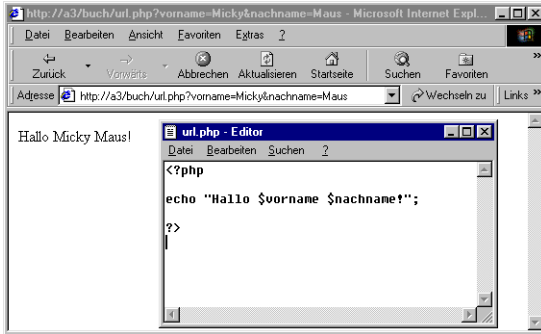 http://a3/buch/url.php?vorname=Micky&nachname=Maus - Microsoft Internet Expl...
Datei Bearbeiten Ansicht Favoriten Extras ?
Zurück Vorwärts Abbrechen Aktualisieren Startseite Suchen Favoriten »
Adresse http://a3/buch/url.php?vorname=Micky&nachname=Maus Wechseln zu Links »
Hallo Micky Maus!
url.php - Editor
Datei Bearbeiten Suchen ?
<?php
echo "Hallo $vorname $nachname!";
?>